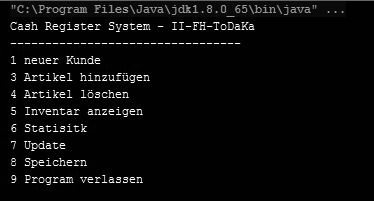 "C:\Program Files\Java\jdk1.8.0_65\bin\java" ...
Cash Register System - II-FH-ToDaKa
---------------------------------
1 neuer Kunde
3 Artikel hinzufügen
4 Artikel löschen
5 Inventar anzeigen
6 Statisitk
7 Update
8 Speichern
9 Program verlassen